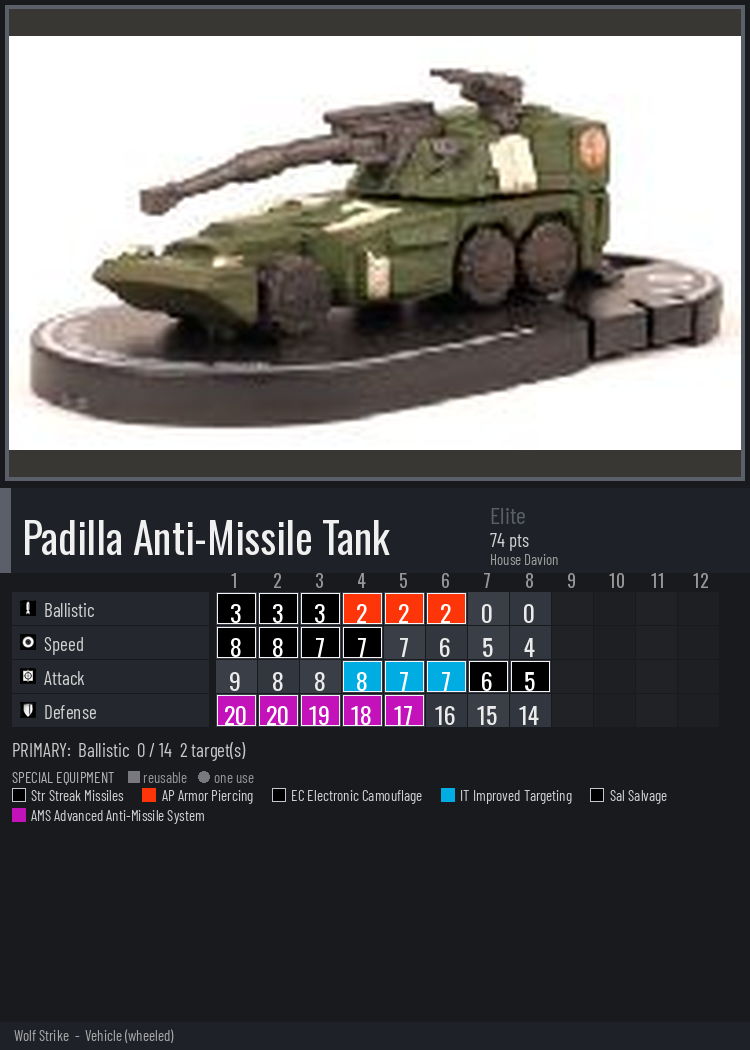 Padilla Anti-Missile Tank
Elite
74 pts
House Davion
1 2 3 4 5 6 7 8 9 10 11 12
Ballistic 3 3 3 2 2 2 0 0
Speed 8 8 7 7 7 6 5 4
Attack 9 8 8 8 7 7 6 5
Defense 20 20 19 18 17 16 15 14
PRIMARY: Ballistic 0 / 14 2 target(s)
SPECIAL EQUIPMENT reusable one use
Str Streak Missiles AP Armor Piercing EC Electronic Camouflage IT Improved Targeting Sal Salvage
AMS Advanced Anti-Missile System
Wolf Strike - Vehicle (wheeled)